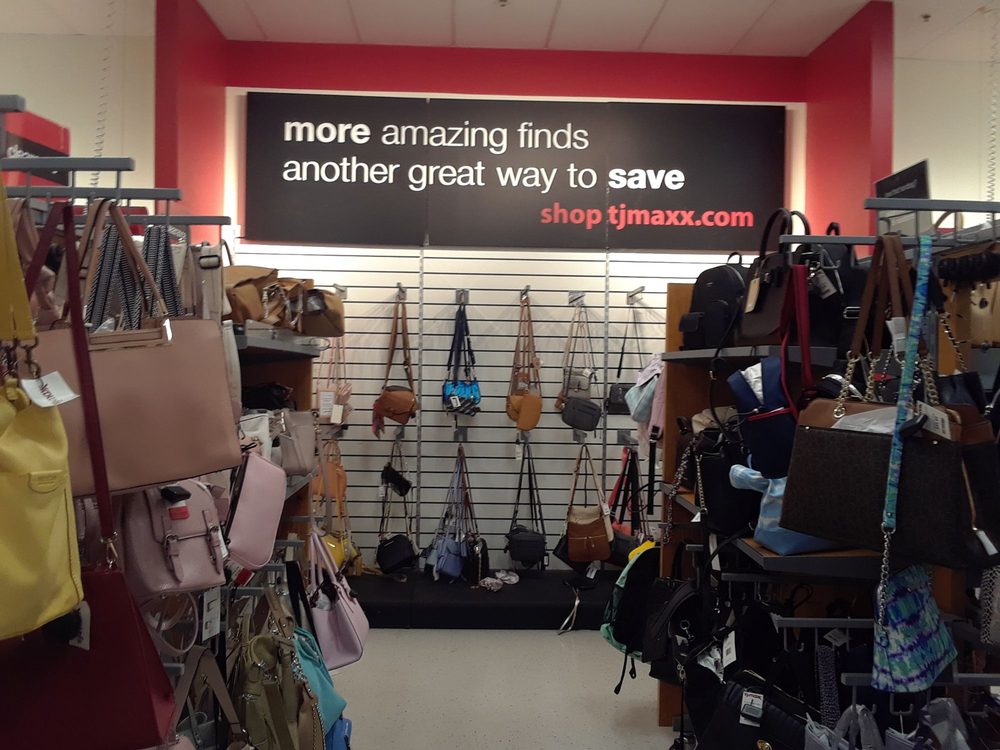 more amazing finds
another great way to save
shop tjmaxx.com